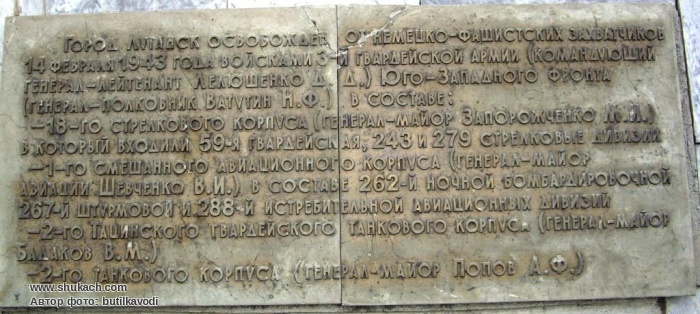 Город Луганск освобожден от немецко-фашистских захватчиков
14 февраля 1943 года войсками 3-й гвардейской армии (командующий
генерал-лейтенант Лелюшенко Д. Д.) Юго-Западного фронта
(генерал-полковник Ватутин Н.Ф.) в составе:
–18-го стрелкового корпуса (генерал-майор Запорожченко М.И.)
в который входили 59-я гвардейская, 243 и 279 стрелковые дивизии
–1-го смешанного авиационного корпуса (генерал-майор
авиации Шевченко В.И.) в составе 262-й ночной бомбардировочной
267-й штурмовой и 288-й истребительной авиационных дивизий
–2-го Тацинского гвардейского танкового корпуса (генерал-майор
Бадаков В.М.)
–2-го танкового корпуса (генерал-майор Попов А.Ф.)
www.shukach.com
Автор фото: butilkavodi